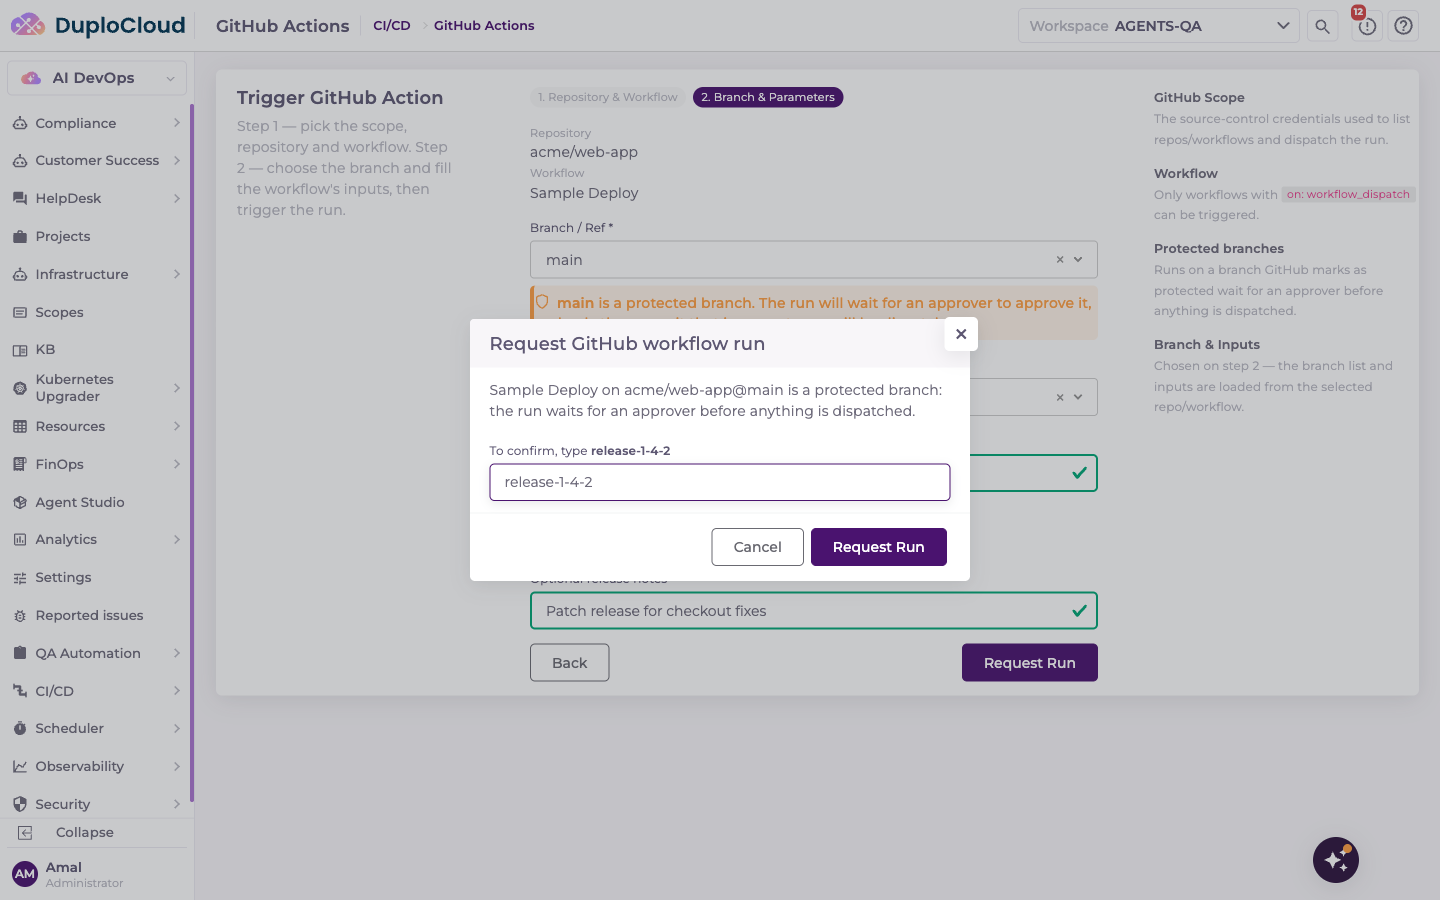 DuploCloud
GitHub Actions
CI/CD
GitHub Actions
Workspace AGENTS-QA
12
AI DevOps
Compliance
Customer Success
HelpDesk
Projects
Infrastructure
Scopes
KB
Kubernetes
Upgrader
Resources
FinOps
Agent Studio
Analytics
Settings
Reported issues
QA Automation
CI/CD
Scheduler
Observability
Security
Collapse
AM
Amal
Administrator
Trigger GitHub Action
Step 1 — pick the scope,
repository and workflow. Step
2 — choose the branch and fill
the workflow's inputs, then
trigger the run.
1. Repository & Workflow
2. Branch & Parameters
Repository
acme/web-app
Workflow
Sample Deploy
Branch / Ref *
main
main is a protected branch. The run will wait for an approver to approve it,
Request GitHub workflow run
Sample Deploy on acme/web-app@main is a protected branch:
the run waits for an approver before anything is dispatched.
To confirm, type release-1-4-2
release-1-4-2
Cancel
Request Run
Optional release notes
Patch release for checkout fixes
Back
Request Run
GitHub Scope
The source-control credentials used to list
repos/workflows and dispatch the run.
Workflow
Only workflows with on: workflow_dispatch
can be triggered.
Protected branches
Runs on a branch GitHub marks as
protected wait for an approver before
anything is dispatched.
Branch & Inputs
Chosen on step 2 — the branch list and
inputs are loaded from the selected
repo/workflow.